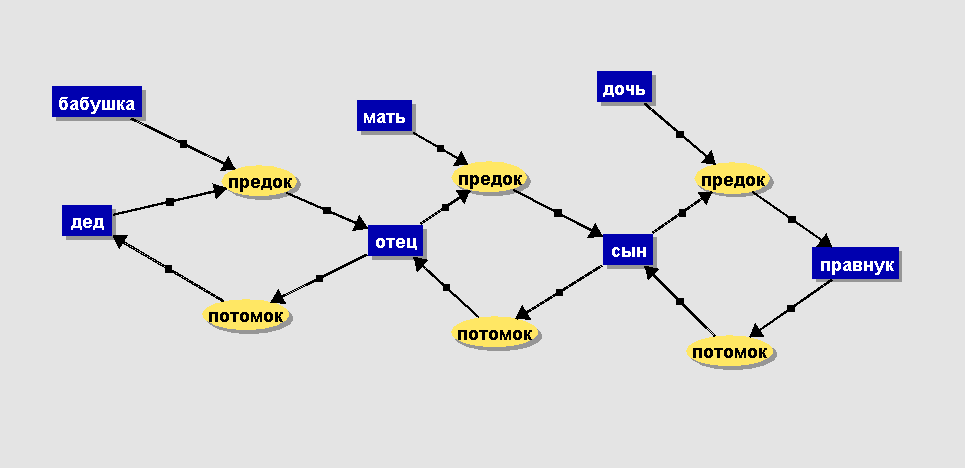 дочь
бабушка
мать
предок
предок
предок
дед
отец
сын
правнук
потомок
потомок
потомок